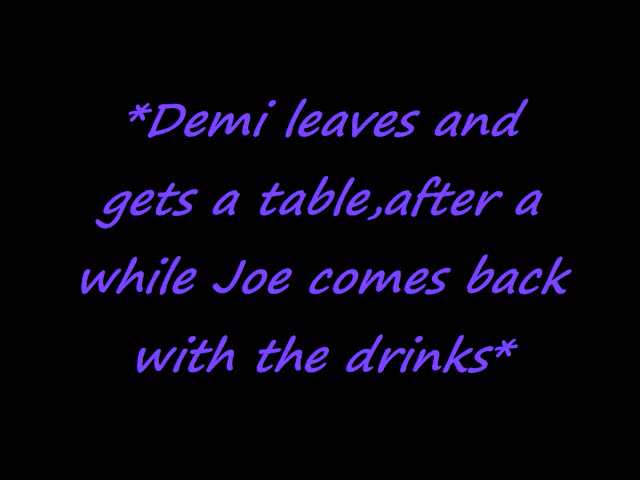 *Demi leaves and
gets a table,after a
while Joe comes back
with the drinks*